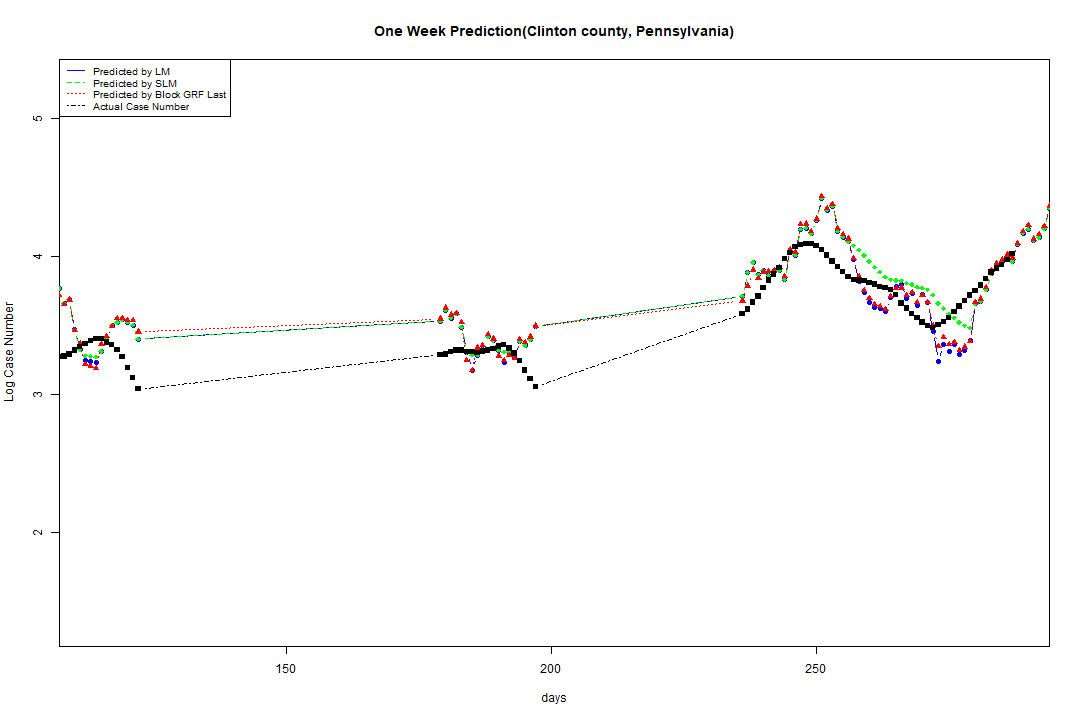 One Week Prediction(Clinton county, Pennsylvania)
Predicted by LM
Predicted by SLM
Predicted by Block GRF Last
Actual Case Number
5
4
3
2
Log Case Number
150
200
250
days